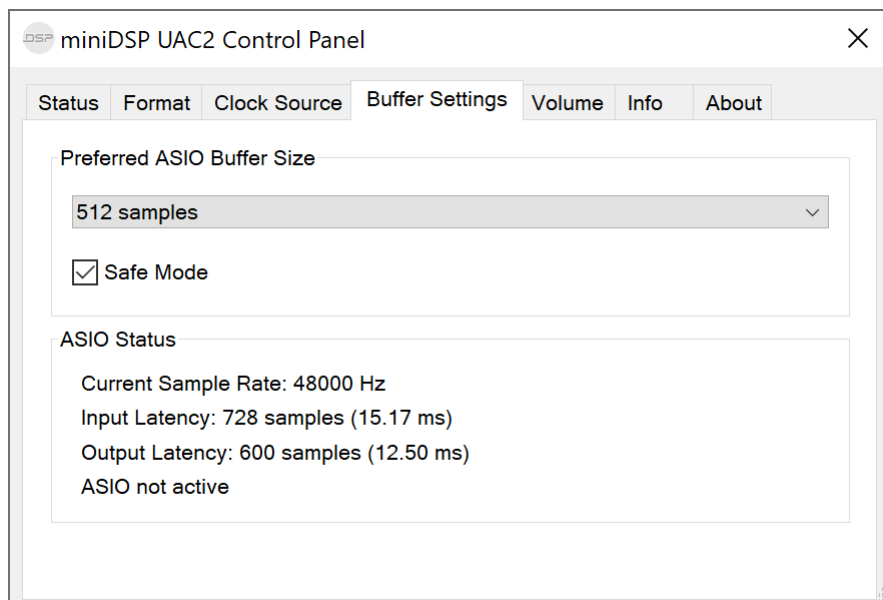 DSP miniDSP UAC2 Control Panel
Status Format Clock Source Buffer Settings Volume Info About
Preferred ASIO Buffer Size
512 samples
Safe Mode
ASIO Status
Current Sample Rate: 48000 Hz
Input Latency: 728 samples (15.17 ms)
Output Latency: 600 samples (12.50 ms)
ASIO not active